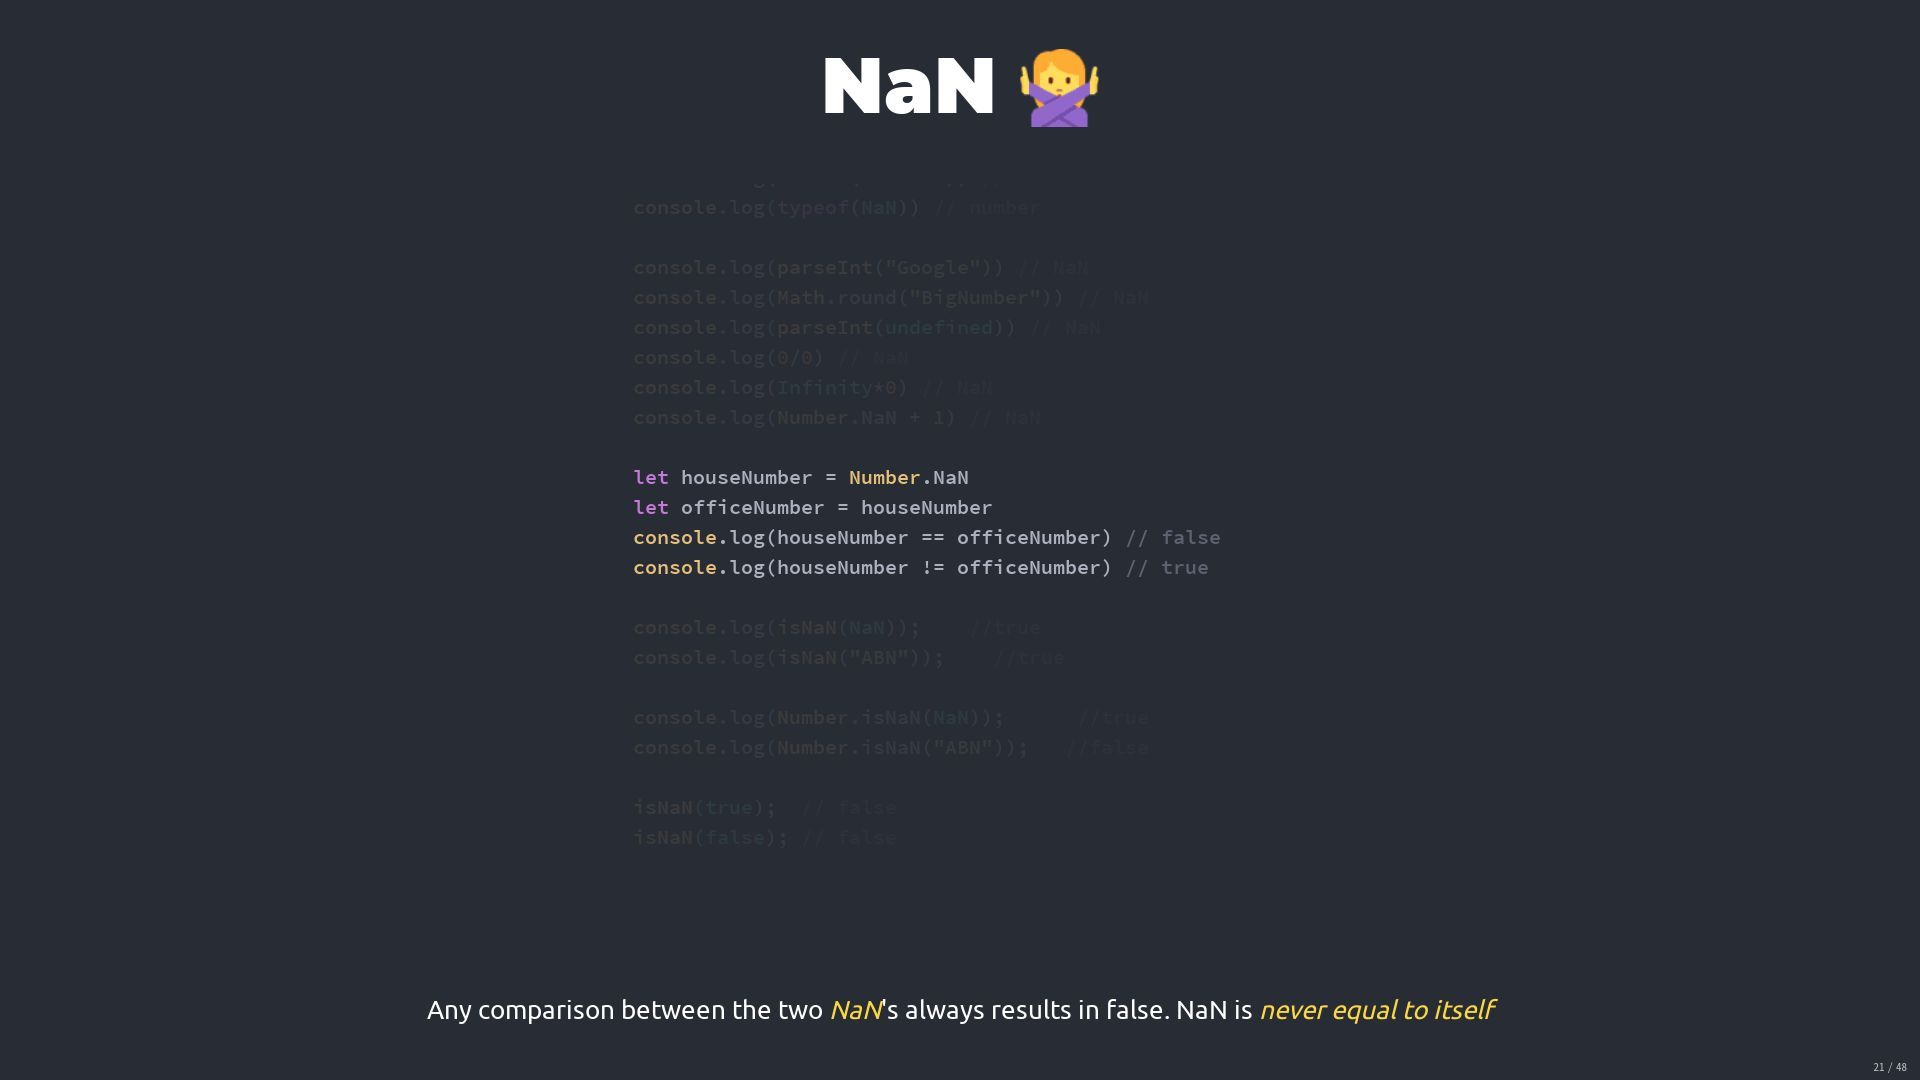 NaN
console.log(typeof(NaN)) // number
console.log(parseInt("Google")) // NaN
console.log(Math.round("BigNumber")) // NaN
console.log(parseInt(undefined)) // NaN
console.log(0/0) // NaN
console.log(Infinity*0) // NaN
console.log(Number.NaN + 1) // NaN
let houseNumber = Number.NaN
let officeNumber = houseNumber
console.log(houseNumber == officeNumber) // false
console.log(houseNumber != officeNumber) // true
console.log(isNaN(NaN)); //true
console.log(isNaN("ABN")); //true
console.log(Number.isNaN(NaN)); //true
console.log(Number.isNaN("ABN")); //false
isNaN(true); // false
isNaN(false); // false
Any comparison between the two NaN's always results in false. NaN is never equal to itself
21 / 48